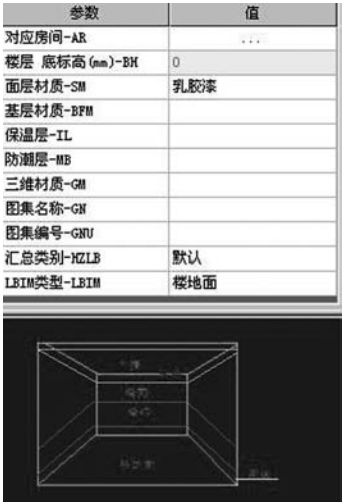 参数 值
对应房间-AR ...
楼层 底标高(mm)-BH 0
面层材质-SM 乳胶漆
基层材质-BFM
保温层-IL
防潮层-MB
三维材质-GM
图集名称-GN
图集编号-GNU
汇总类别-HZLB 默认
LBIM类型-LBIM 楼地面